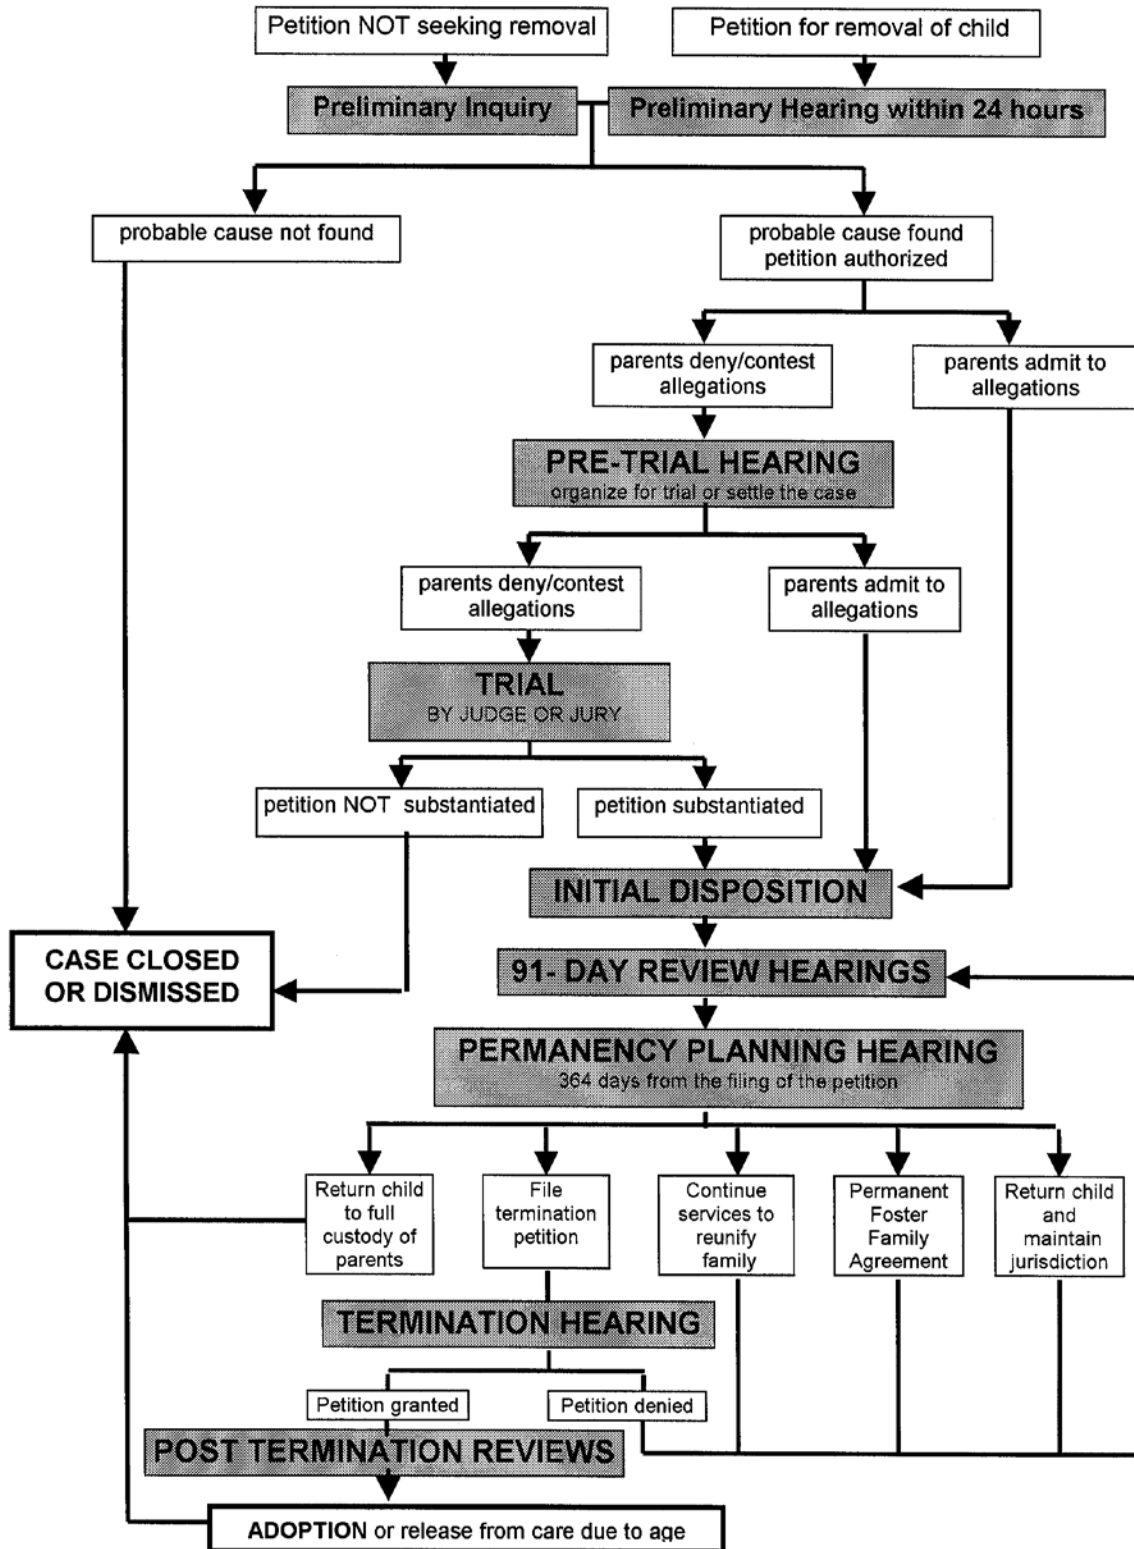 Petition NOT seeking removal
Petition for removal of child
Preliminary Inquiry
Preliminary Hearing within 24 hours
probable cause not found
probable cause found
petition authorized
parents deny/contest
allegations
parents admit to
allegations
PRE-TRIAL HEARING
organize for trial or settle the case
parents deny/contest
allegations
parents admit to
allegations
TRIAL
BY JUDGE OR JURY
petition NOT substantiated
petition substantiated
INITIAL DISPOSITION
CASE CLOSED
OR DISMISSED
91- DAY REVIEW HEARINGS
PERMANENCY PLANNING HEARING
364 days from the filing of the petition
Return child
to full
custody of
parents
File
termination
petition
Continue
services to
reunify
family
Permanent
Foster
Family
Agreement
Return child
and
maintain
jurisdiction
TERMINATION HEARING
Petition granted
Petition denied
POST TERMINATION REVIEWS
ADOPTION or release from care due to age